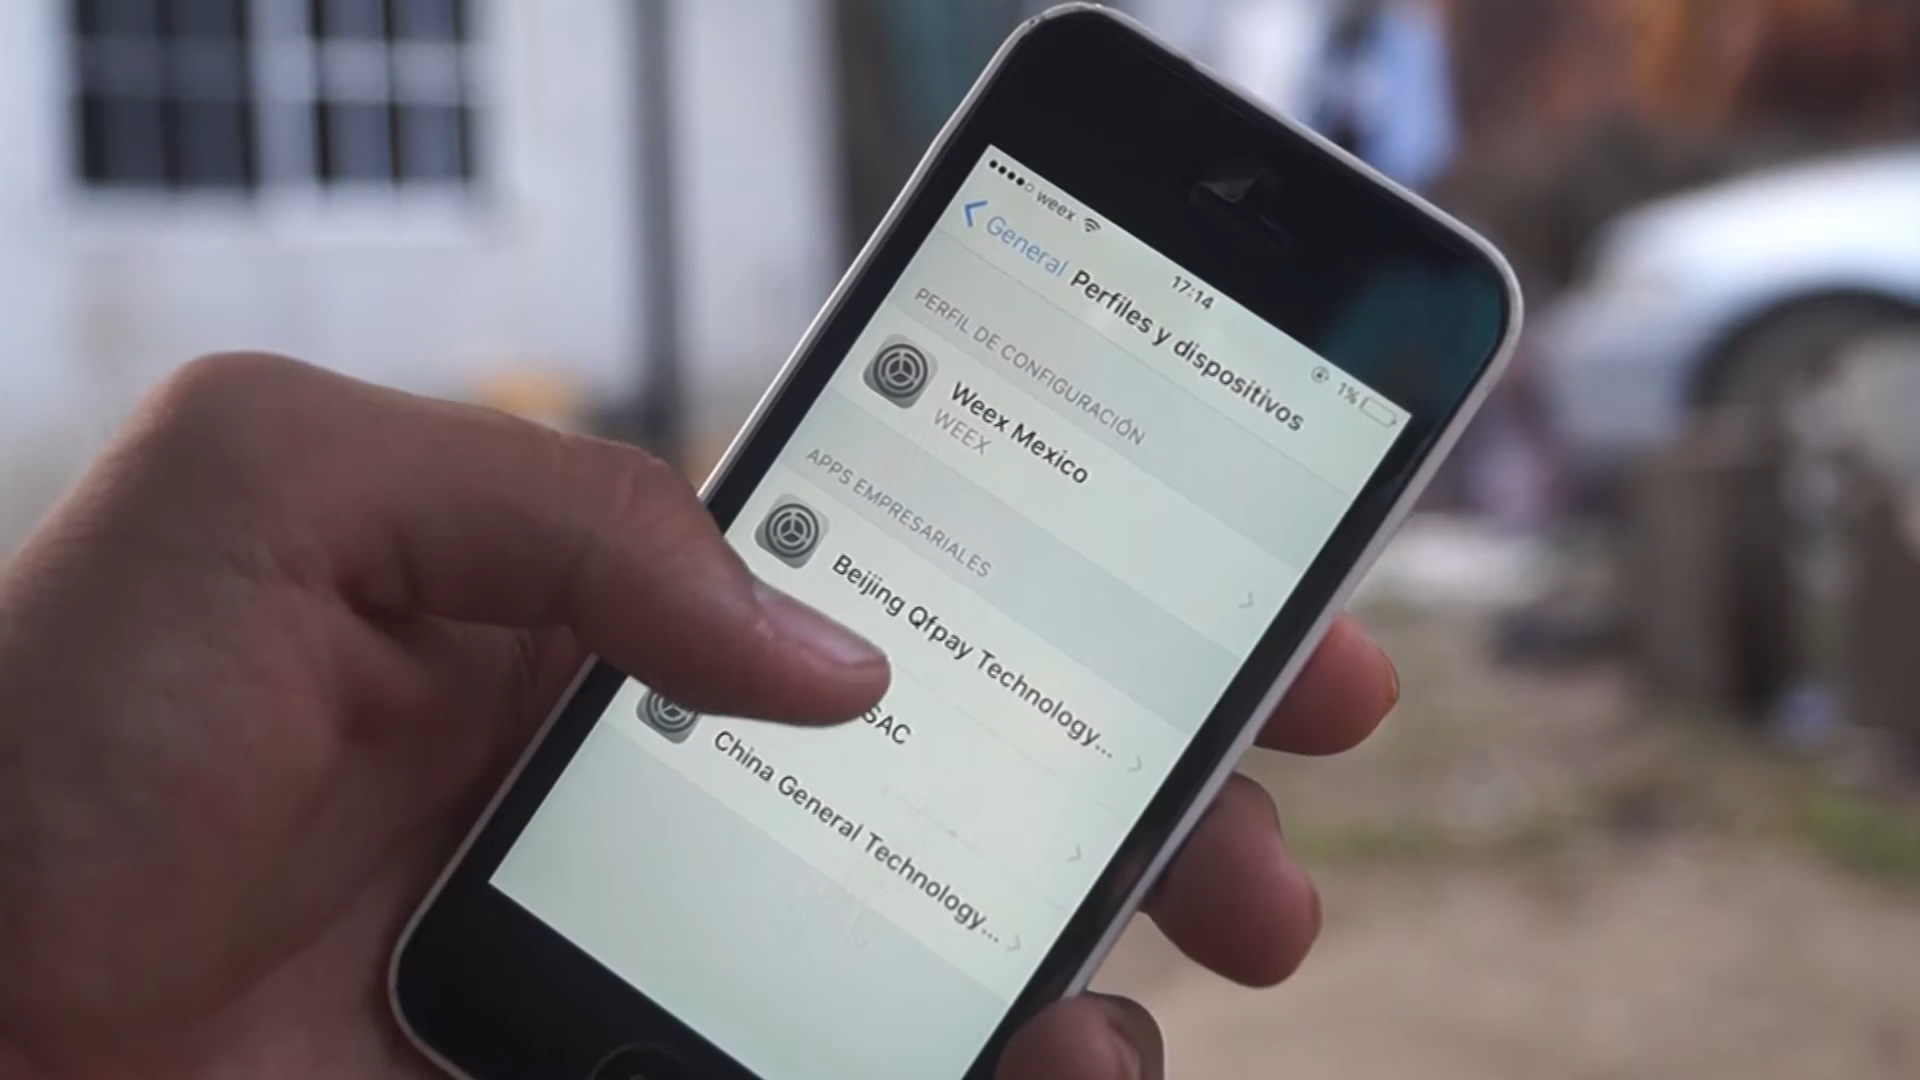 weex 17:14 1%
General Perfiles y dispositivos
PERFIL DE CONFIGURACIÓN
Weex Mexico
WEEX
APPS EMPRESARIALES
Beijing Qfpay Technology...
SAC
China General Technology...